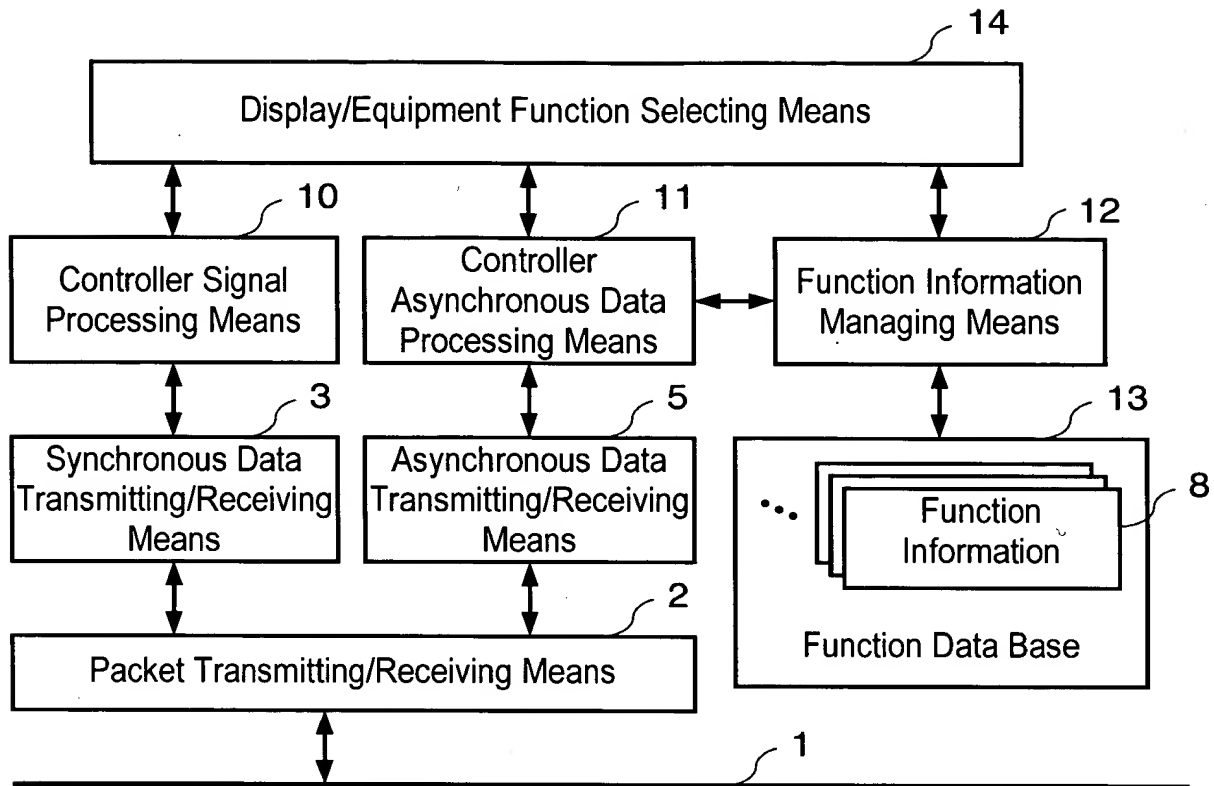 14
Display/Equipment Function Selecting Means
10
11
12
Controller Signal
Processing Means
Controller
Asynchronous Data
Processing Means
Function Information
Managing Means
3
5
13
Synchronous Data
Transmitting/Receiving
Means
Asynchronous Data
Transmitting/Receiving
Means
...
Function
Information
8
Function Data Base
2
Packet Transmitting/Receiving Means
1